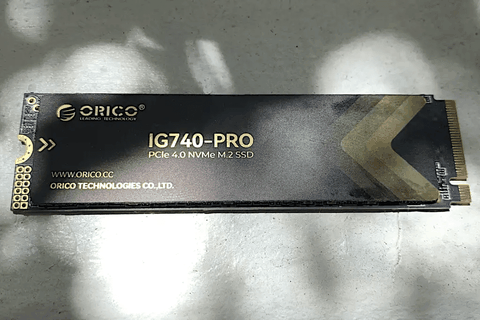 ORICO®
LEADING TECHNOLOGY
IG740-PRO
PCIe 4.0 NVMe M.2 SSD
WWW.ORICO.CC
ORICO TECHNOLOGIES CO.,LTD.